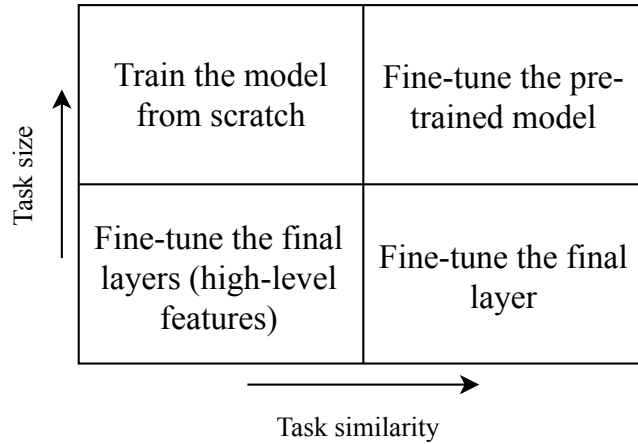 Train the model
from scratch
Fine-tune the pre-
trained model
Task size
Fine-tune the final
layers (high-level
features)
Fine-tune the final
layer
Task similarity